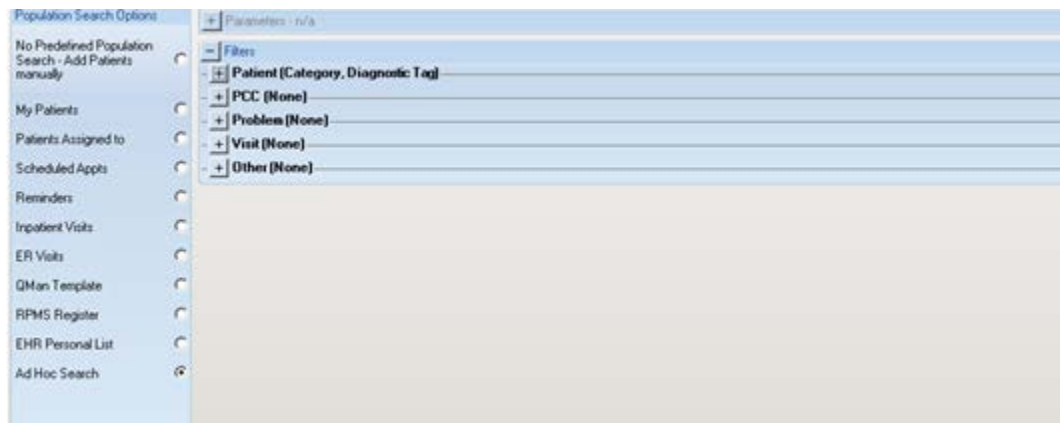 Population Search Options
No Predefined Population
Search - Add Patients
manually
My Patients
Patients Assigned to
Scheduled Appts
Reminders
Inpatient Visits
ER Visits
QMan Template
RPMS Register
EHR Personal List
Ad Hoc Search
Parameters - n/a
Filters
Patient (Category, Diagnostic Tag)
PCC (None)
Problem (None)
Visit (None)
Other (None)